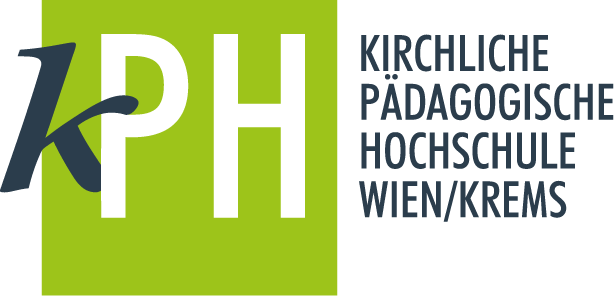 kPH
KIRCHLICHE
PÄDAGOGISCHE
HOCHSCHULE
WIEN/KREMS